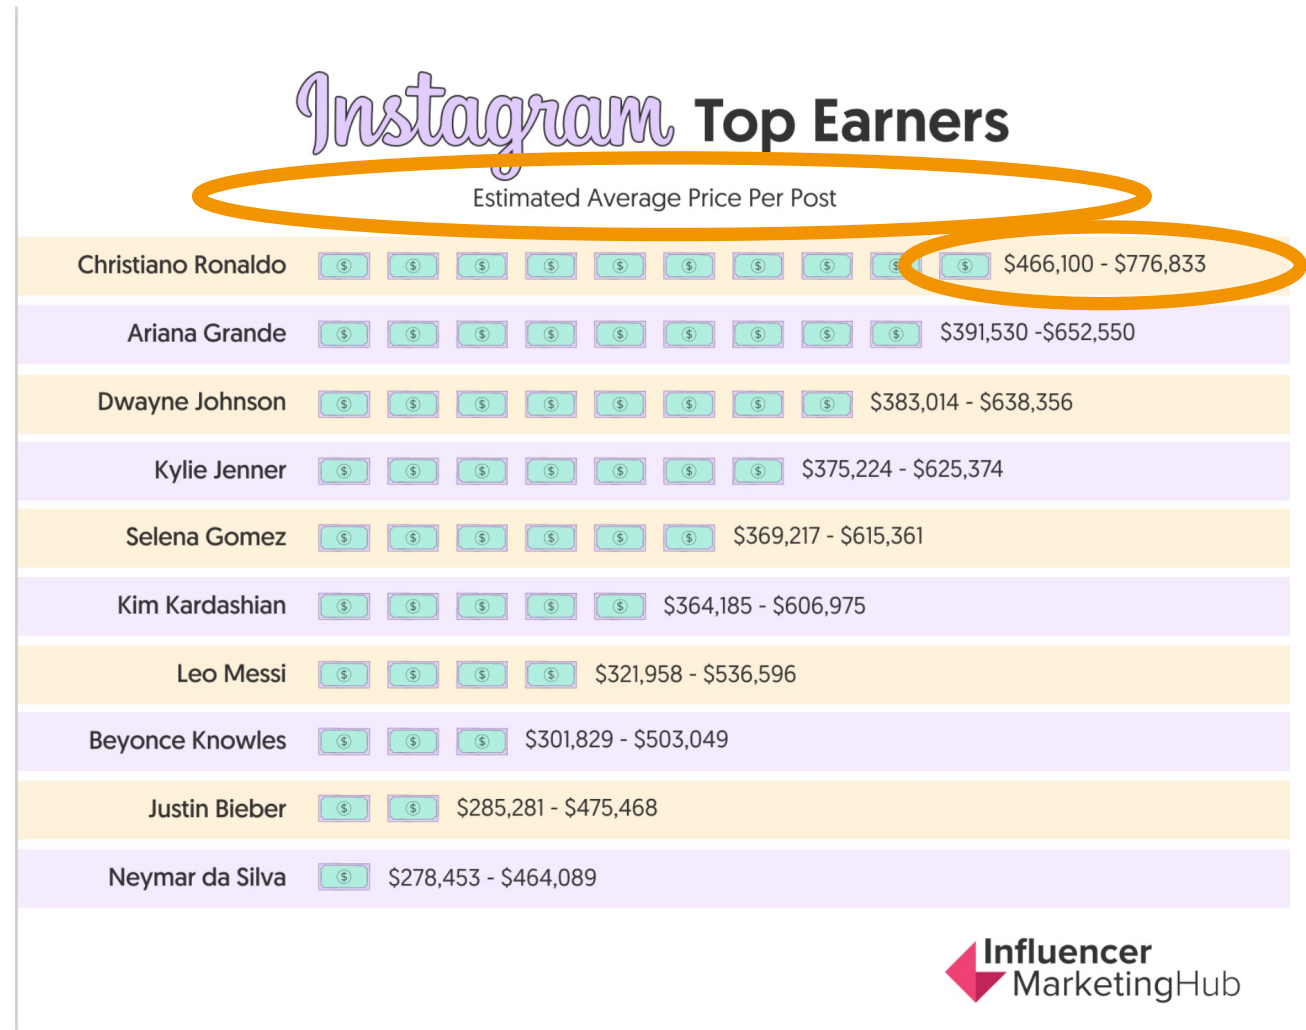 Instagram Top Earners
Estimated Average Price Per Post
Christiano Ronaldo $466,100 - $776,833
Ariana Grande $391,530 -$652,550
Dwayne Johnson $383,014 - $638,356
Kylie Jenner $375,224 - $625,374
Selena Gomez $369,217 - $615,361
Kim Kardashian $364,185 - $606,975
Leo Messi $321,958 - $536,596
Beyonce Knowles $301,829 - $503,049
Justin Bieber $285,281 - $475,468
Neymar da Silva $278,453 - $464,089
Influencer
MarketingHub